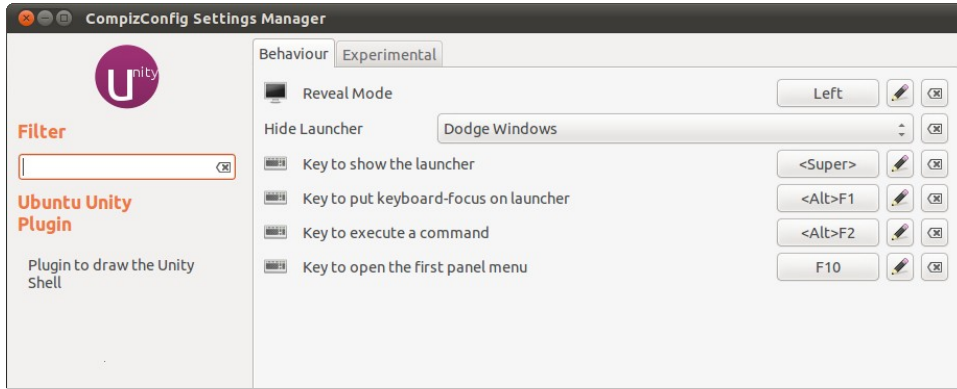 CompizConfig Settings Manager
Unity
Filter
Ubuntu Unity
Plugin
Plugin to draw the Unity
Shell
Behaviour Experimental
Reveal Mode Left
Hide Launcher Dodge Windows
Key to show the launcher <Super>
Key to put keyboard-focus on launcher <Alt>F1
Key to execute a command <Alt>F2
Key to open the first panel menu F10